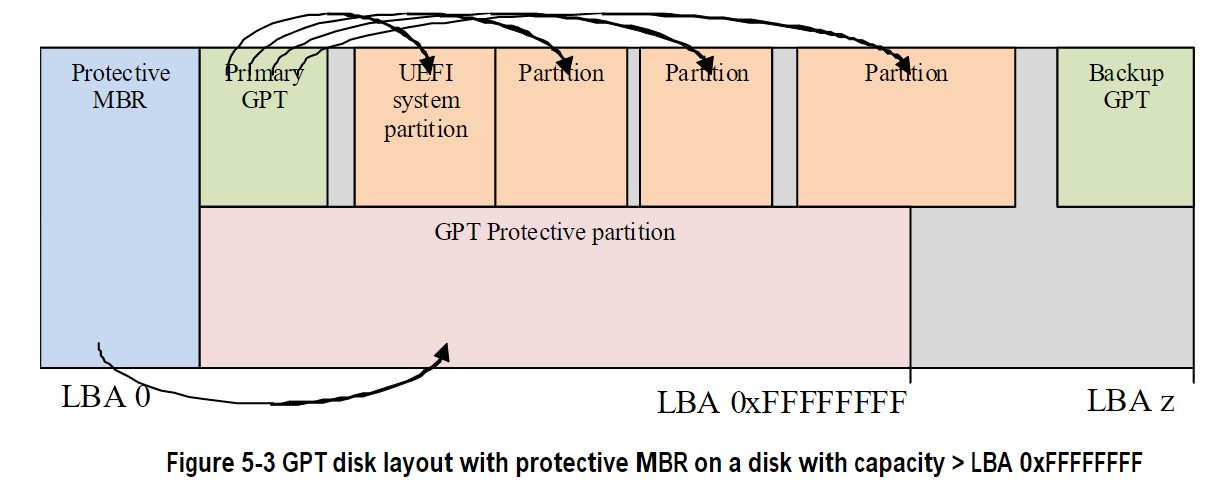 Protective
MBR
Primary
GPT
UEFI
system
partition
Partition
Partition
Partition
Backup
GPT
GPT Protective partition
LBA 0
LBA 0xFFFFFFFF
LBA z
Figure 5-3 GPT disk layout with protective MBR on a disk with capacity > LBA 0xFFFFFFFF